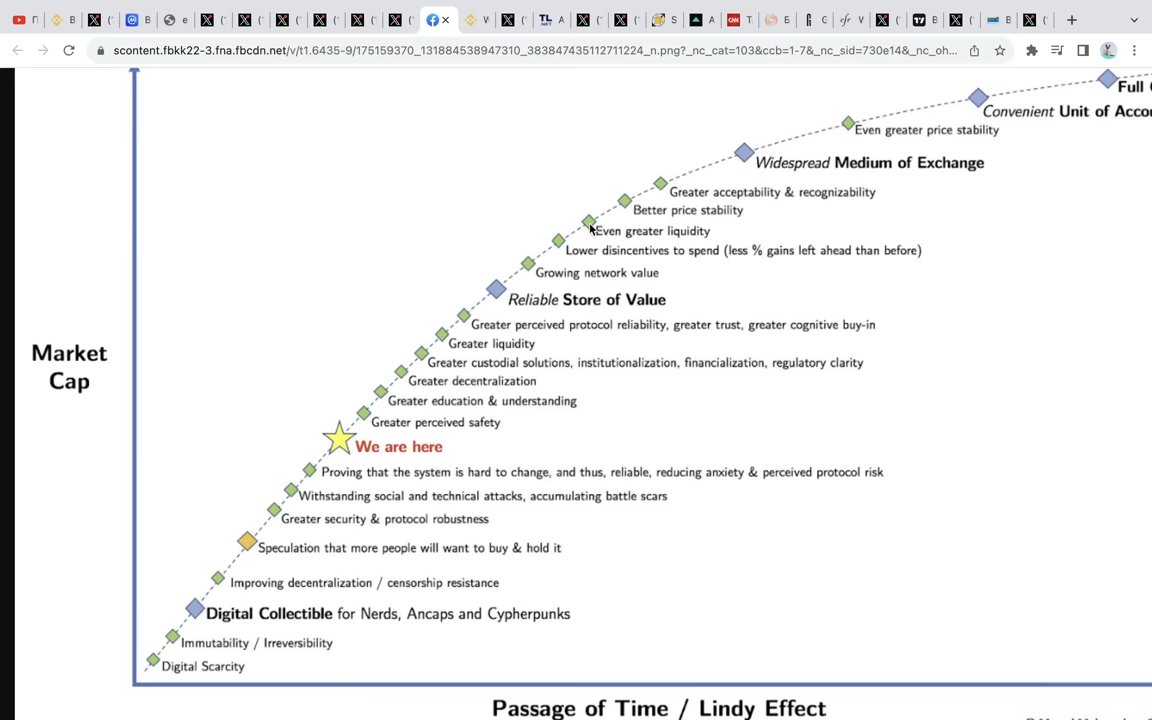 scontent.fbkk22-3.fna.fbcdn.net/v/t1.6435-9/175159370_131884538947310_383847435112711224_n.png?_nc_cat=103&ccb=1-7&_nc_sid=730e14&_nc_oh...
Full
Convenient Unit of Accou
Even greater price stability
Widespread Medium of Exchange
Greater acceptability & recognizability
Better price stability
Even greater liquidity
Lower disincentives to spend (less % gains left ahead than before)
Growing network value
Reliable Store of Value
Greater perceived protocol reliability, greater trust, greater cognitive buy-in
Greater liquidity
Market
Cap
Greater custodial solutions, institutionalization, financialization, regulatory clarity
Greater decentralization
Greater education & understanding
Greater perceived safety
We are here
Proving that the system is hard to change, and thus, reliable, reducing anxiety & perceived protocol risk
Withstanding social and technical attacks, accumulating battle scars
Greater security & protocol robustness
Speculation that more people will want to buy & hold it
Improving decentralization / censorship resistance
Digital Collectible for Nerds, Ancaps and Cypherpunks
Immutability / Irreversibility
Digital Scarcity
Passage of Time / Lindy Effect